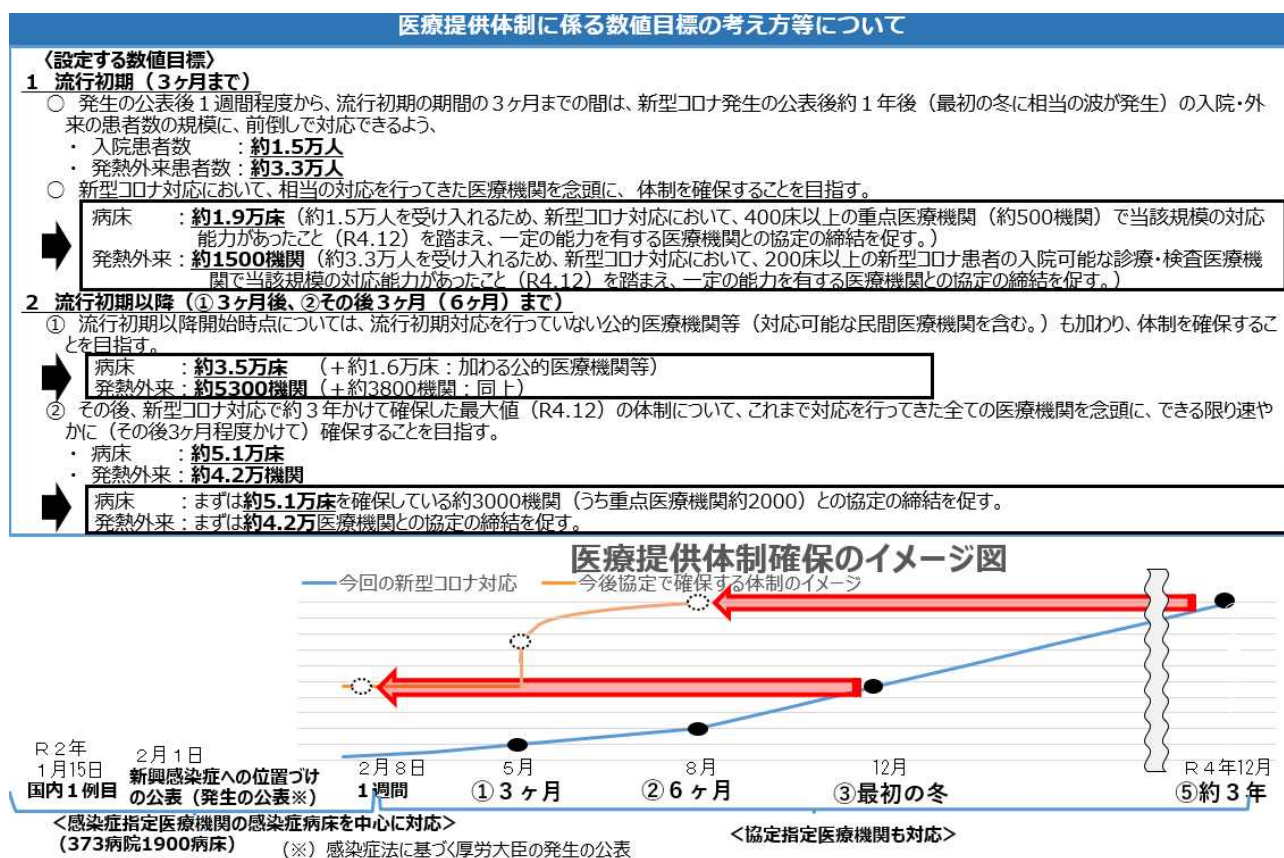 医療提供体制に係る数値目標の考え方等について
〈設定する数値目標〉
1 流行初期（3ヶ月まで）
○ 発生の公表後1週間程度から、流行初期の期間の3ヶ月までの間は、新型コロナ発生の公表後約1年後（最初の冬に相当の波が発生）の入院・外
来の患者数の規模に、前倒しで対応できるよう、
・ 入院患者数 ：約1.5万人
・ 発熱外来患者数：約3.3万人
○ 新型コロナ対応において、相当の対応を行ってきた医療機関を念頭に、体制を確保することを目指す。
病床 ：約1.9万床（約1.5万人を受け入れるため、新型コロナ対応において、400床以上の重点医療機関（約500機関）で当該規模の対応
能力があったこと（R4.12）を踏まえ、一定の能力を有する医療機関との協定の締結を促す。）
発熱外来：約1500機関（約3.3万人を受け入れるため、新型コロナ対応において、200床以上の新型コロナ患者の入院可能な診療・検査医療機
関で当該規模の対応能力があったこと（R4.12）を踏まえ、一定の能力を有する医療機関との協定の締結を促す。）
2 流行初期以降（①3ヶ月後、②その後3ヶ月（6ヶ月）まで）
① 流行初期以降開始時点については、流行初期対応を行っていない公的医療機関等（対応可能な民間医療機関を含む。）も加わり、体制を確保するこ
とを目指す。
病床 ：約3.5万床 （＋約1.6万床：加わる公的医療機関等）
発熱外来：約5300機関（＋約3800機関：同上）
② その後、新型コロナ対応で約3年かけて確保した最大値（R4.12）の体制について、これまで対応を行ってきた全ての医療機関を念頭に、できる限り速や
かに（その後3ヶ月程度かけて）確保することを目指す。
・ 病床 ：約5.1万床
・ 発熱外来：約4.2万機関
病床 ：まずは約5.1万床を確保している約3000機関（うち重点医療機関約2000）との協定の締結を促す。
発熱外来：まずは約4.2万医療機関との協定の締結を促す。
医療提供体制確保のイメージ図
今回の新型コロナ対応 今後協定で確保する体制のイメージ
R2年
1月15日
国内1例目
2月1日
新興感染症への位置づけ
の公表（発生の公表※）
2月8日
1週間
5月
①3ヶ月
8月
②6ヶ月
12月
③最初の冬
R4年12月
⑤約3年
＜感染症指定医療機関の感染症病床を中心に対応＞
（373病院1900病床）
（※）感染症法に基づく厚労大臣の発生の公表
＜協定指定医療機関も対応＞